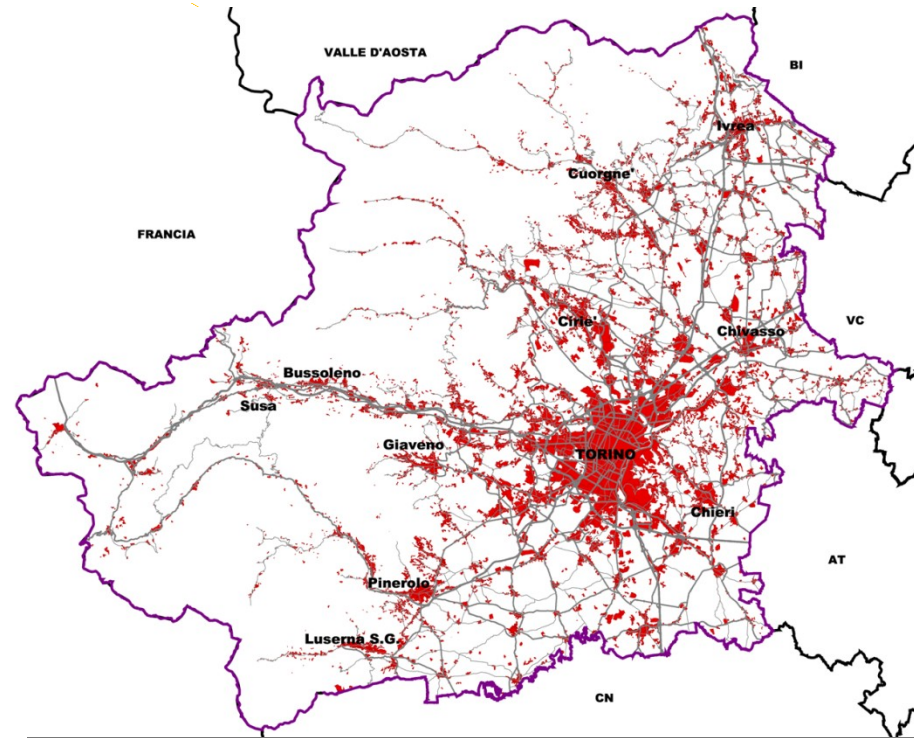 VALLE D'AOSTA
BI
Ivrea
Cuorgne'
FRANCIA
Cirie'
Chivasso
VC
Bussoleno
Susa
Giaveno
TORINO
Chieri
AT
Pinerolo
Luserna S.G.
CN